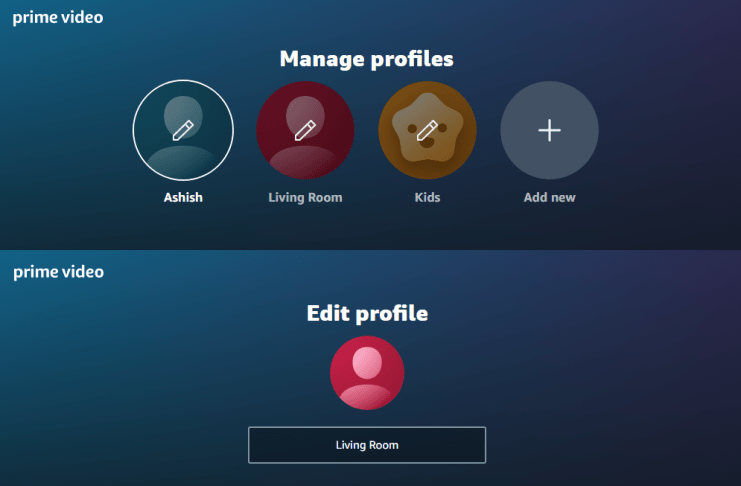 prime video
Manage profiles
Ashish
Living Room
Kids
Add new
prime video
Edit profile
Living Room